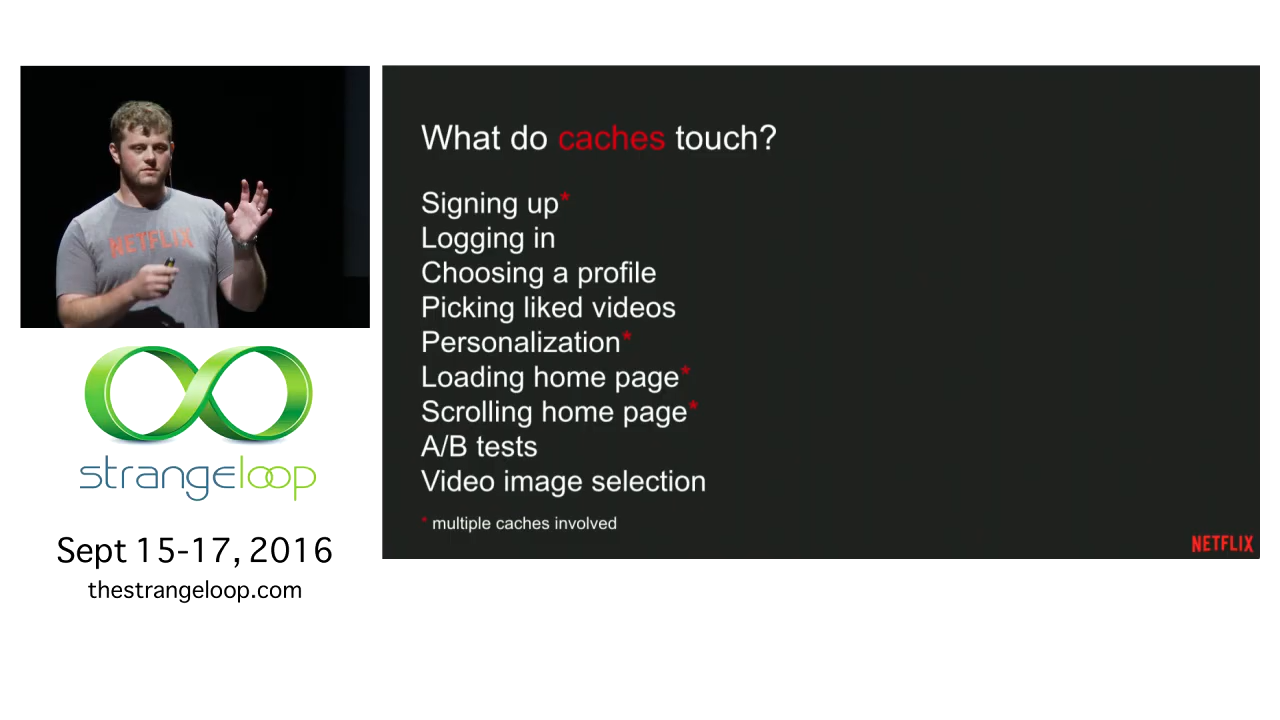 NETFLIX
strangeloop
Sept 15-17, 2016
thestrangeloop.com
What do caches touch?
Signing up*
Logging in
Choosing a profile
Picking liked videos
Personalization*
Loading home page*
Scrolling home page*
A/B tests
Video image selection
* multiple caches involved
NETFLIX